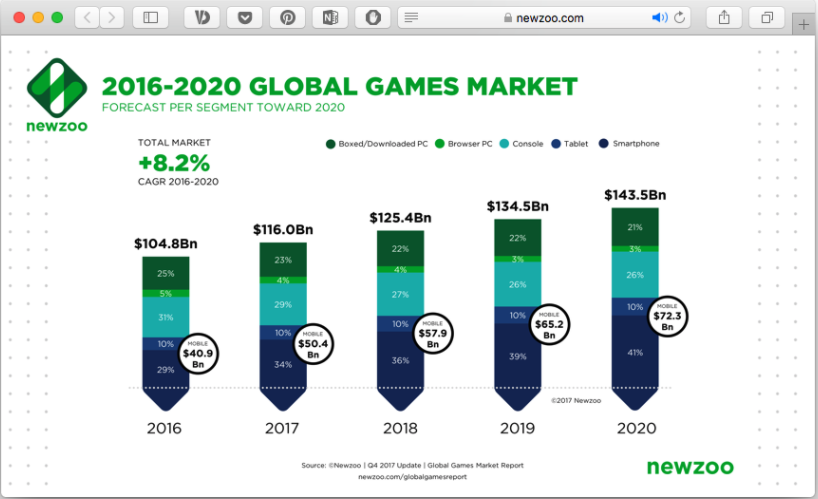 newzoo.com
2016-2020 GLOBAL GAMES MARKET
FORECAST PER SEGMENT TOWARD 2020
newzoo
TOTAL MARKET
+8.2%
CAGR 2016-2020
Boxed/Downloaded PC Browser PC Console Tablet Smartphone
$104.8Bn
25%
5%
31%
10%
29%
MOBILE
$40.9
Bn
2016
$116.0Bn
23%
4%
29%
10%
34%
MOBILE
$50.4
Bn
2017
$125.4Bn
22%
4%
27%
10%
36%
MOBILE
$57.9
Bn
2018
$134.5Bn
22%
3%
26%
10%
39%
MOBILE
$65.2
Bn
2019
$143.5Bn
21%
3%
26%
10%
41%
MOBILE
$72.3
Bn
2020
©2017 Newzoo
Source: ©Newzoo | Q4 2017 Update | Global Games Market Report
newzoo.com/globalgamesreport
newzoo